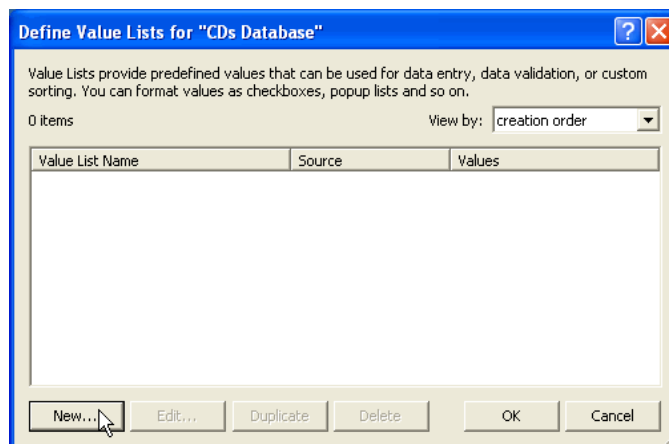 Define Value Lists for "CDs Database"
Value Lists provide predefined values that can be used for data entry, data validation, or custom
sorting. You can format values as checkboxes, popup lists and so on.
0 items View by: creation order
Value List Name Source Values
New... Edit... Duplicate Delete OK Cancel